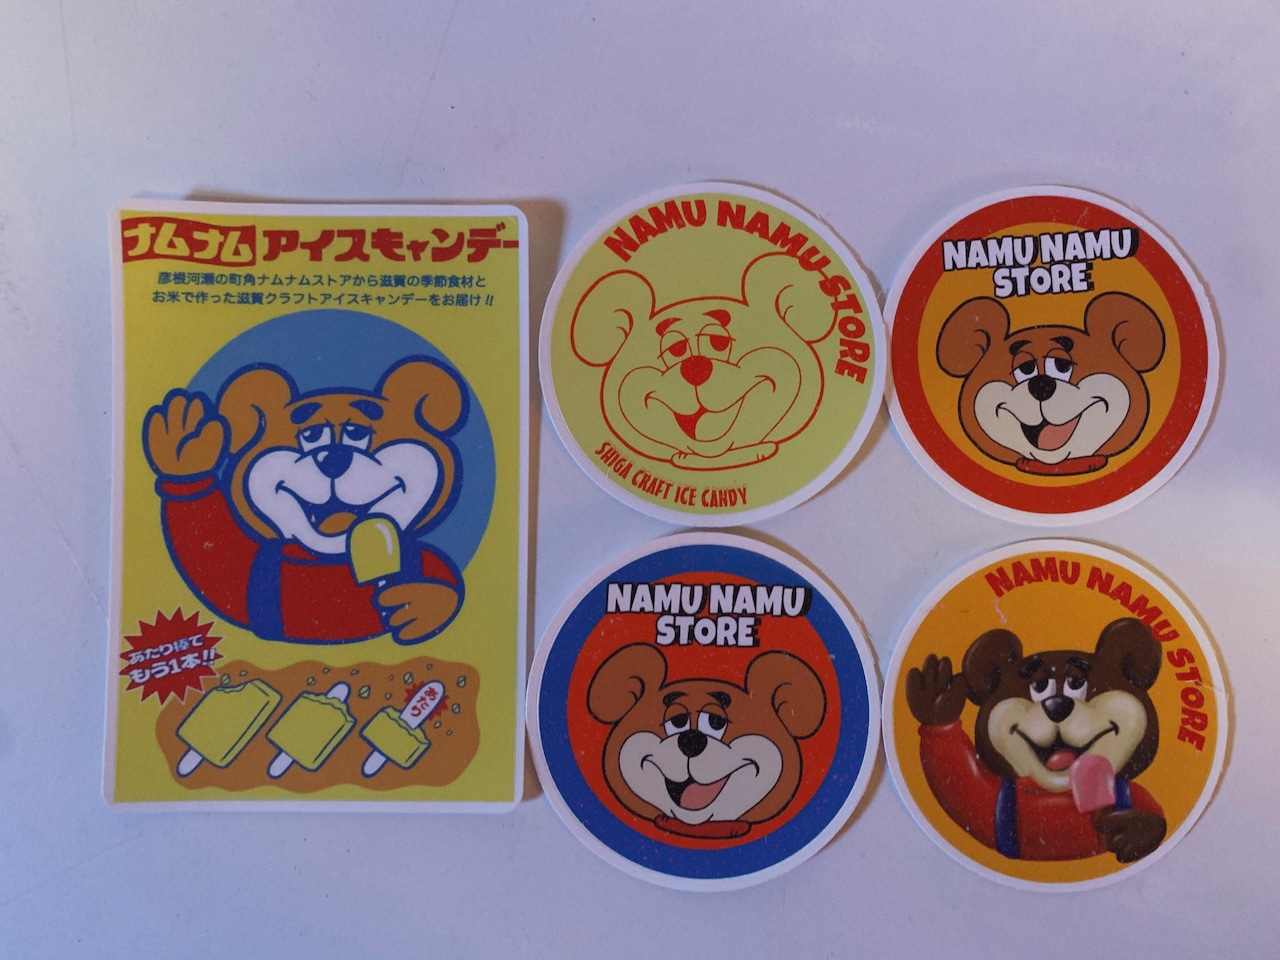 ナムナム アイスキャンデー
彦根河瀬の町角ナムナムストアから滋賀の季節食材と
お米で作った滋賀クラフトアイスキャンデーをお届け!!
あたり棒で
もう1本!!
あたり
NAMU NAMU STORE
SHIGA CRAFT ICE CANDY
NAMU NAMU
STORE
NAMU NAMU
STORE
NAMU NAMU STORE